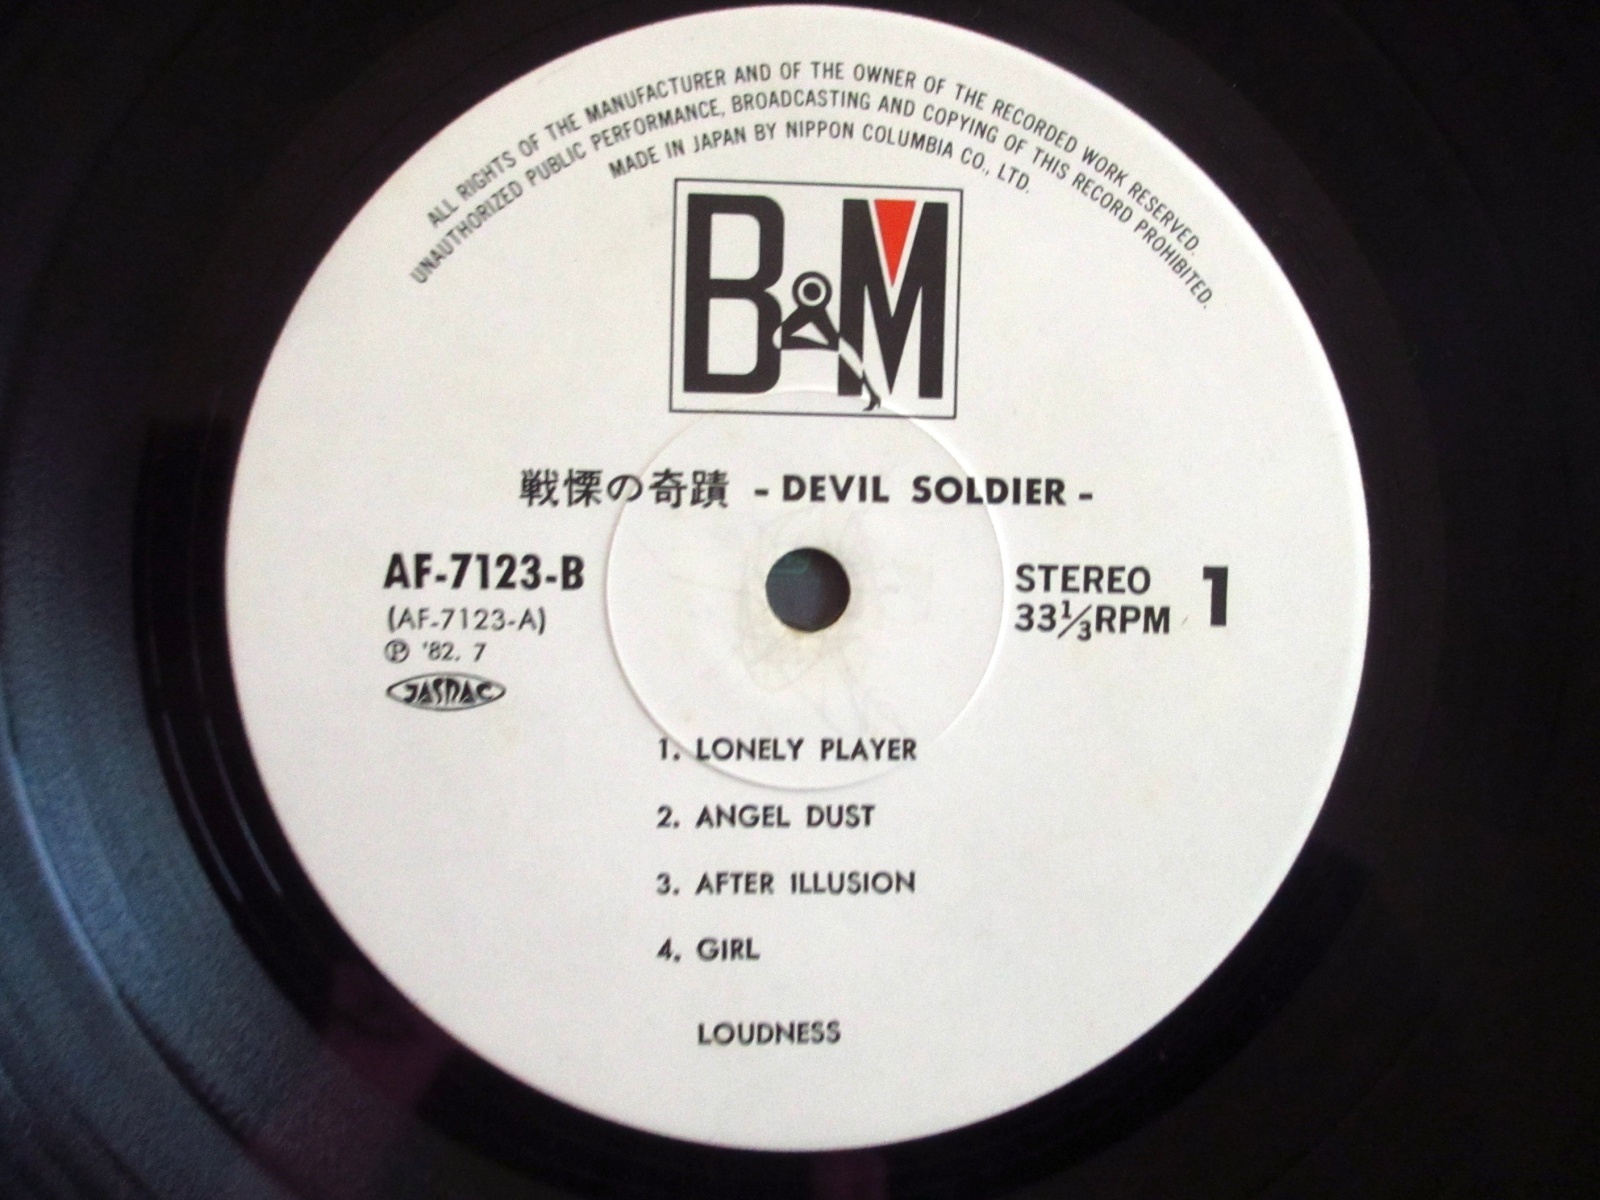 ALL RIGHTS OF THE MANUFACTURER AND OF THE OWNER OF THE RECORDED WORK RESERVED.
UNAUTHORIZED PUBLIC PERFORMANCE, BROADCASTING AND COPYING OF THIS RECORD PROHIBITED.
MADE IN JAPAN BY NIPPON COLUMBIA CO., LTD.
B&M
戦慄の奇蹟 - DEVIL SOLDIER -
AF-7123-B
(AF-7123-A)
℗ '82. 7
JASRAC
STEREO 1
33⅓RPM
1. LONELY PLAYER
2. ANGEL DUST
3. AFTER ILLUSION
4. GIRL
LOUDNESS